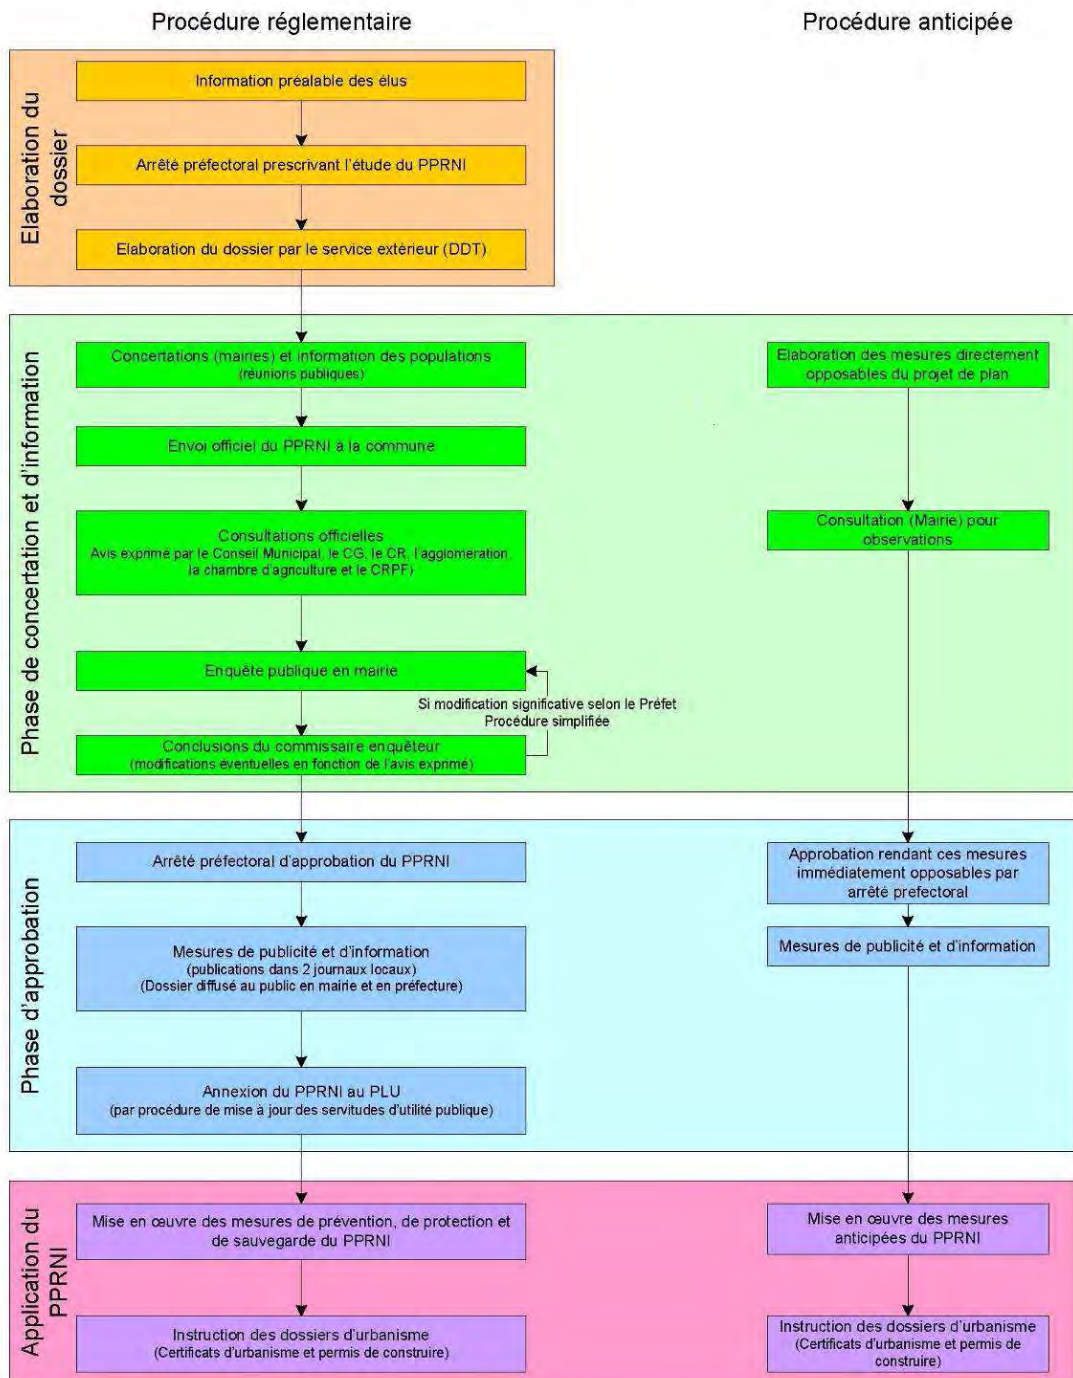 Procédure réglementaire
Procédure anticipée
Elaboration du
dossier
Information préalable des élus
Arrêté préfectoral prescrivant l'étude du PPRNI
Elaboration du dossier par le service extérieur (DDT)
Phase de concertation et d'information
Concertations (mairies) et information des populations
(réunions publiques)
Envoi officiel du PPRNI à la commune
Consultations officielles
Avis exprimé par le Conseil Municipal, le CG, le CR, l'agglomeration,
la chambre d'agriculture et le CRPF)
Enquête publique en mairie
Si modification significative selon le Préfet
Procédure simplifiée
Conclusions du commissaire enquêteur
(modifications éventuelles en fonction de l'avis exprimé)
Elaboration des mesures directement
opposables du projet de plan
Consultation (Mairie) pour
observations
Phase d'approbation
Arrêté préfectoral d'approbation du PPRNI
Mesures de publicité et d'information
(publications dans 2 journaux locaux)
(Dossier diffusé au public en mairie et en préfecture)
Annexion du PPRNI au PLU
(par procédure de mise à jour des servitudes d'utilité publique)
Approbation rendant ces mesures
immédiatement opposables par
arrêté prefectoral
Mesures de publicité et d'information
Application du
PPRNI
Mise en œuvre des mesures de prévention, de protection et
de sauvegarde du PPRNI
Instruction des dossiers d'urbanisme
(Certificats d'urbanisme et permis de construire)
Mise en œuvre des mesures
anticipées du PPRNI
Instruction des dossiers d'urbanisme
(Certificats d'urbanisme et permis de
construire)